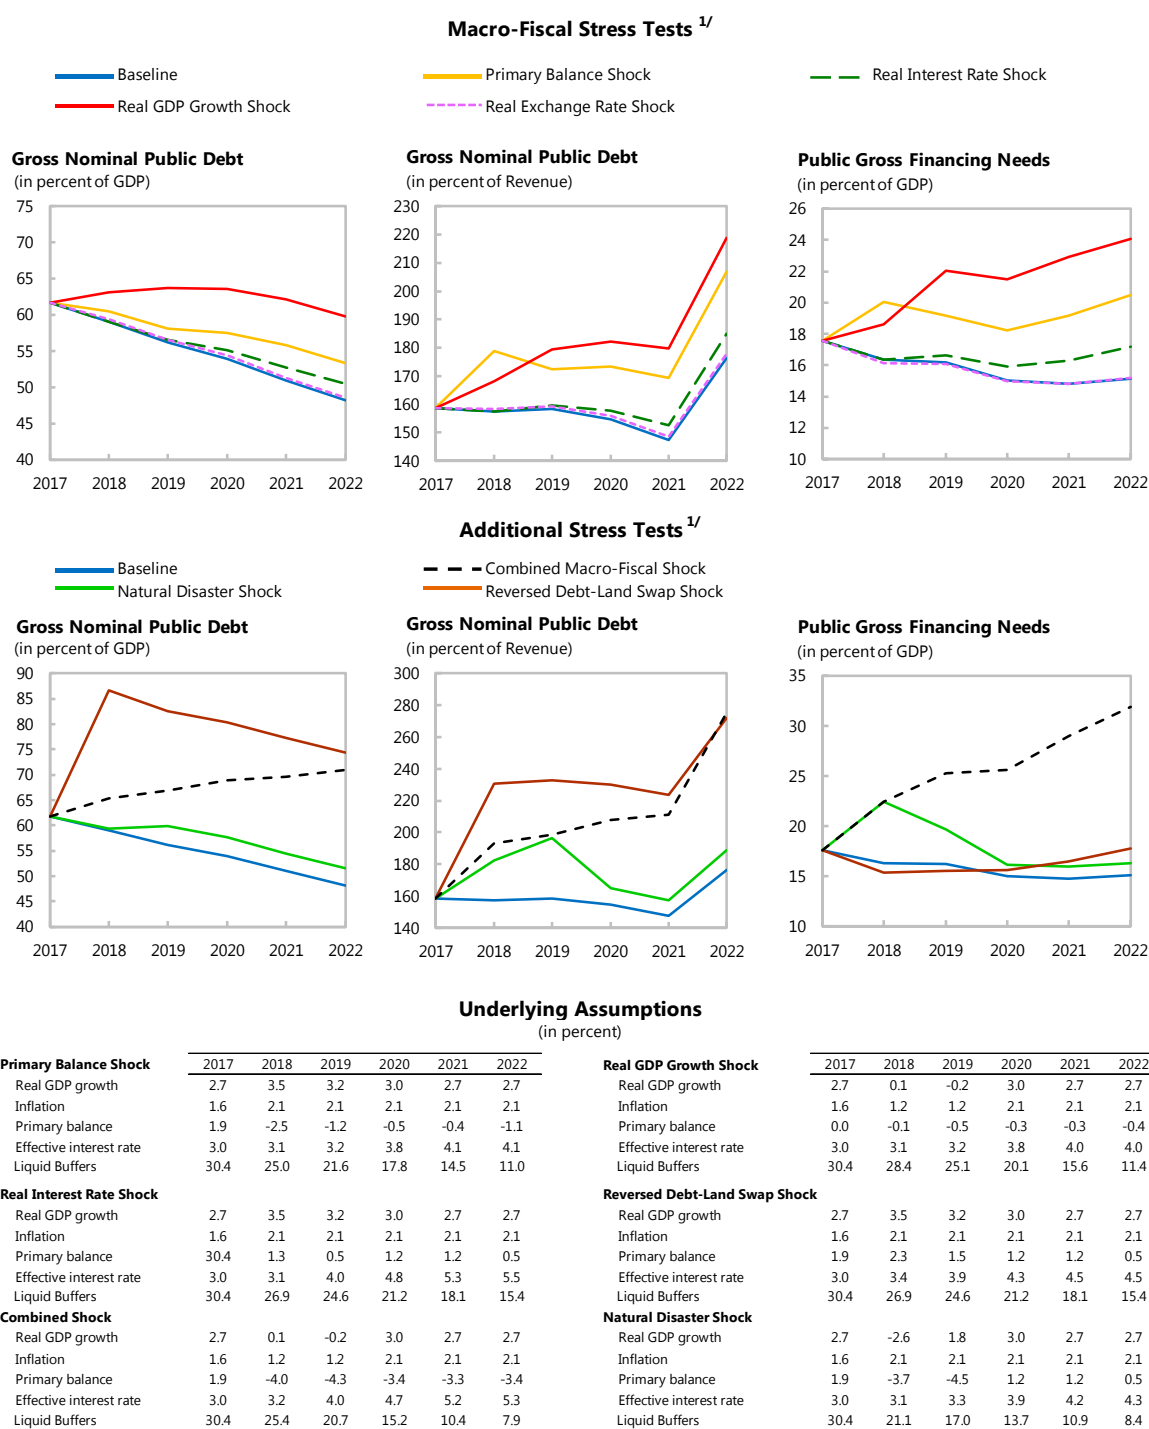 Macro-Fiscal Stress Tests 1/
Baseline
Primary Balance Shock
Real Interest Rate Shock
Real GDP Growth Shock
Real Exchange Rate Shock
Gross Nominal Public Debt
(in percent of GDP)
75
70
65
60
55
50
45
40
2017 2018 2019 2020 2021 2022
Gross Nominal Public Debt
(in percent of Revenue)
230
220
210
200
190
180
170
160
150
140
2017 2018 2019 2020 2021 2022
Public Gross Financing Needs
(in percent of GDP)
26
24
22
20
18
16
14
12
10
2017 2018 2019 2020 2021 2022
Additional Stress Tests 1/
Baseline
Combined Macro-Fiscal Shock
Natural Disaster Shock
Reversed Debt-Land Swap Shock
Gross Nominal Public Debt
(in percent of GDP)
90
85
80
75
70
65
60
55
50
45
40
2017 2018 2019 2020 2021 2022
Gross Nominal Public Debt
(in percent of Revenue)
300
280
260
240
220
200
180
160
140
2017 2018 2019 2020 2021 2022
Public Gross Financing Needs
(in percent of GDP)
35
30
25
20
15
10
2017 2018 2019 2020 2021 2022
Underlying Assumptions
(in percent)
Primary Balance Shock 2017 2018 2019 2020 2021 2022
Real GDP growth 2.7 3.5 3.2 3.0 2.7 2.7
Inflation 1.6 2.1 2.1 2.1 2.1 2.1
Primary balance 1.9 -2.5 -1.2 -0.5 -0.4 -1.1
Effective interest rate 3.0 3.1 3.2 3.8 4.1 4.1
Liquid Buffers 30.4 25.0 21.6 17.8 14.5 11.0
Real Interest Rate Shock
Real GDP growth 2.7 3.5 3.2 3.0 2.7 2.7
Inflation 1.6 2.1 2.1 2.1 2.1 2.1
Primary balance 30.4 1.3 0.5 1.2 1.2 0.5
Effective interest rate 3.0 3.1 4.0 4.8 5.3 5.5
Liquid Buffers 30.4 26.9 24.6 21.2 18.1 15.4
Combined Shock
Real GDP growth 2.7 0.1 -0.2 3.0 2.7 2.7
Inflation 1.6 1.2 1.2 2.1 2.1 2.1
Primary balance 1.9 -4.0 -4.3 -3.4 -3.3 -3.4
Effective interest rate 3.0 3.2 4.0 4.7 5.2 5.3
Liquid Buffers 30.4 25.4 20.7 15.2 10.4 7.9
Real GDP Growth Shock 2017 2018 2019 2020 2021 2022
Real GDP growth 2.7 0.1 -0.2 3.0 2.7 2.7
Inflation 1.6 1.2 1.2 2.1 2.1 2.1
Primary balance 0.0 -0.1 -0.5 -0.3 -0.3 -0.4
Effective interest rate 3.0 3.1 3.2 3.8 4.0 4.0
Liquid Buffers 30.4 28.4 25.1 20.1 15.6 11.4
Reversed Debt-Land Swap Shock
Real GDP growth 2.7 3.5 3.2 3.0 2.7 2.7
Inflation 1.6 2.1 2.1 2.1 2.1 2.1
Primary balance 1.9 2.3 1.5 1.2 1.2 0.5
Effective interest rate 3.0 3.4 3.9 4.3 4.5 4.5
Liquid Buffers 30.4 26.9 24.6 21.2 18.1 15.4
Natural Disaster Shock
Real GDP growth 2.7 -2.6 1.8 3.0 2.7 2.7
Inflation 1.6 2.1 2.1 2.1 2.1 2.1
Primary balance 1.9 -3.7 -4.5 1.2 1.2 0.5
Effective interest rate 3.0 3.1 3.3 3.9 4.2 4.3
Liquid Buffers 30.4 21.1 17.0 13.7 10.9 8.4